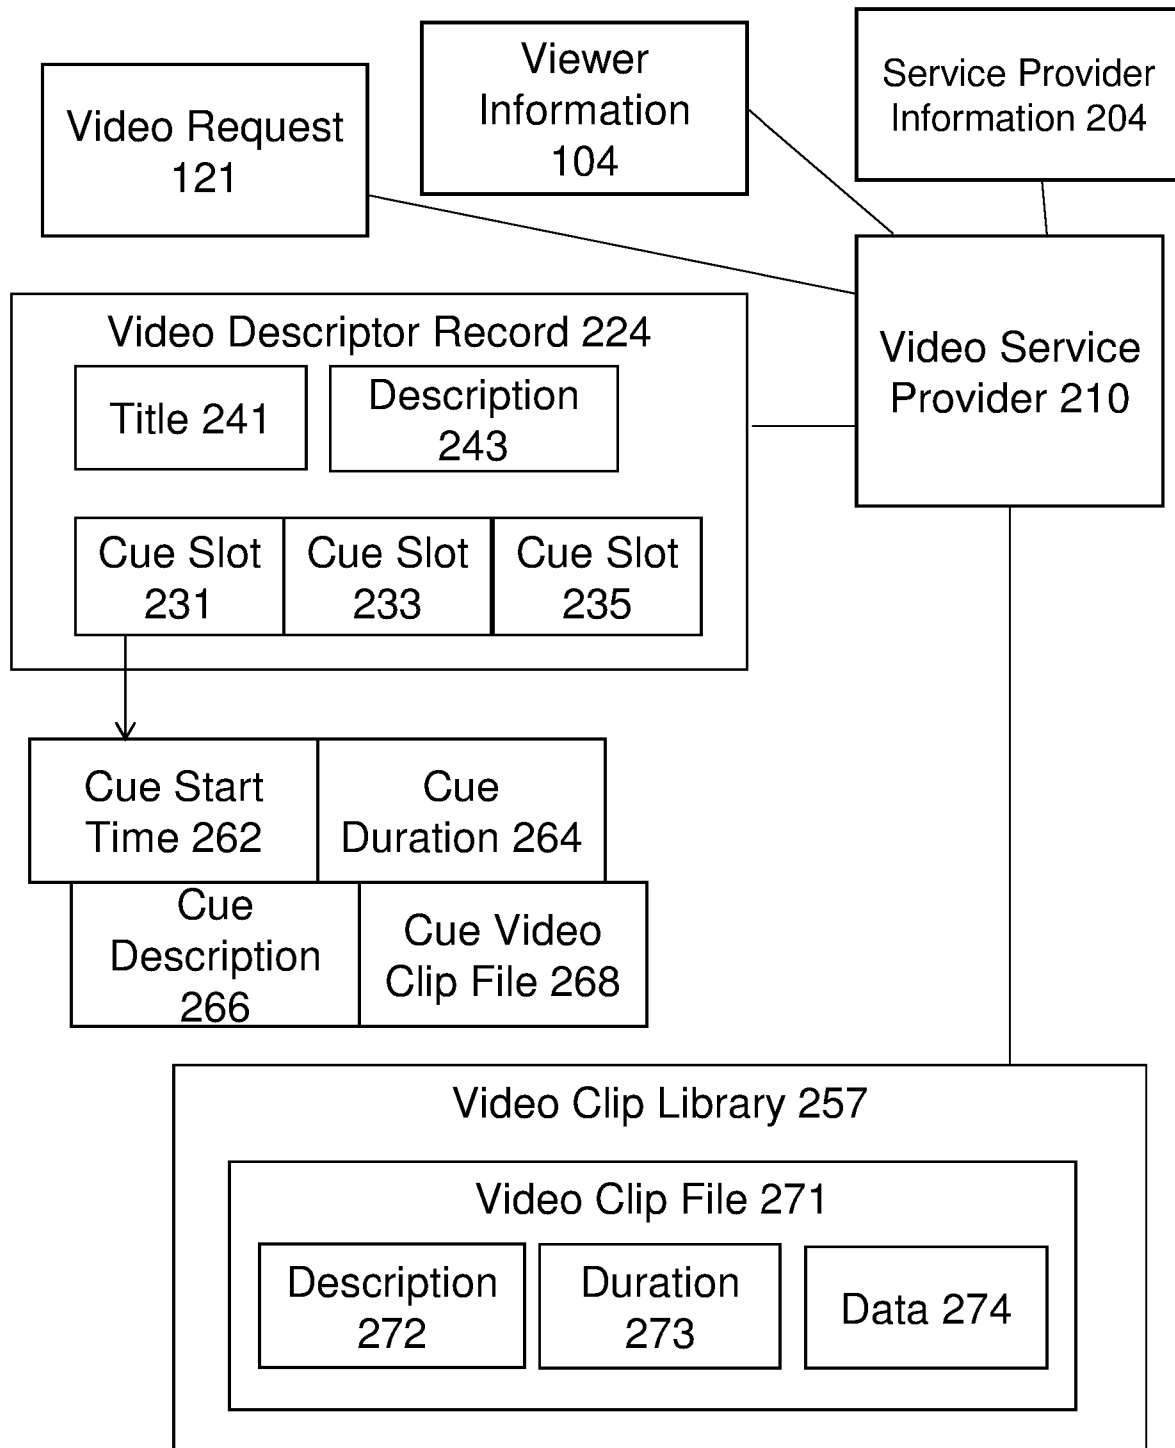 Video Request
121
Viewer
Information
104
Service Provider
Information 204
Video Service
Provider 210
Video Descriptor Record 224
Title 241
Description
243
Cue Slot
231
Cue Slot
233
Cue Slot
235
Cue Start
Time 262
Cue
Duration 264
Cue
Description
266
Cue Video
Clip File 268
Video Clip Library 257
Video Clip File 271
Description
272
Duration
273
Data 274